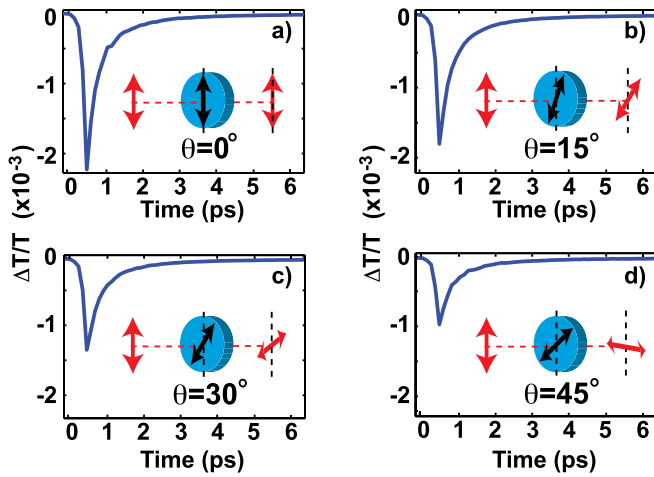 a)
0
-1
-2
θ=0°
0 1 2 3 4 5 6
Time (ps)
b)
0
-1
-2
θ=15°
0 1 2 3 4 5 6
Time (ps)
ΔT/T (x10⁻³)
(x10⁻³)
c)
0
-1
-2
θ=30°
0 1 2 3 4 5 6
Time (ps)
d)
0
-1
-2
θ=45°
0 1 2 3 4 5 6
Time (ps)